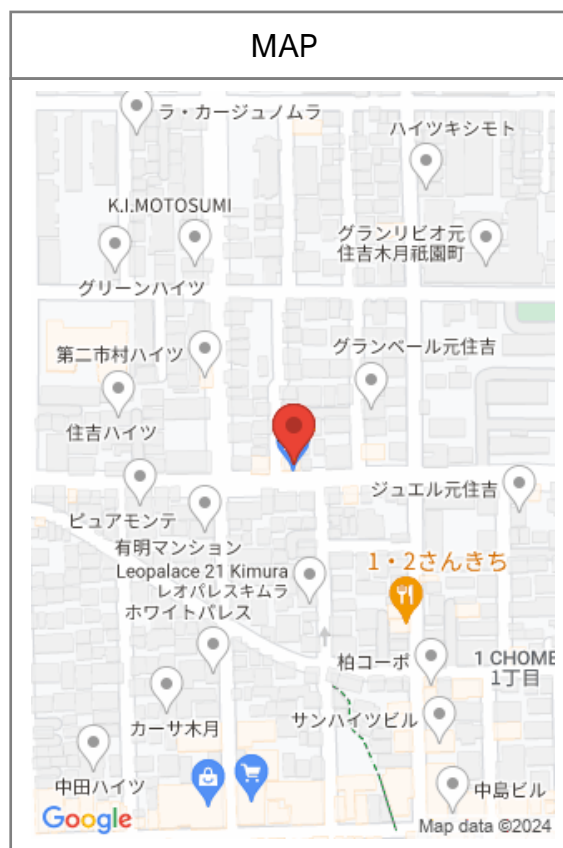 MAP
ラ・カージュノムラ
ハイツキシモト
K.I.MOTOSUMI
グランリビオ元
住吉木月祇園町
グリーンハイツ
第二市村ハイツ
グランベール元住吉
住吉ハイツ
ジュエル元住吉
ピュアモンテ
有明マンション
Leopalace 21 Kimura
レオパレスキムラ
1・2さんきち
ホワイトパレス
柏コーポ
1 CHOME
1丁目
カーサ木月
サンハイツビル
中田ハイツ
中島ビル
Google
Map data ©2024